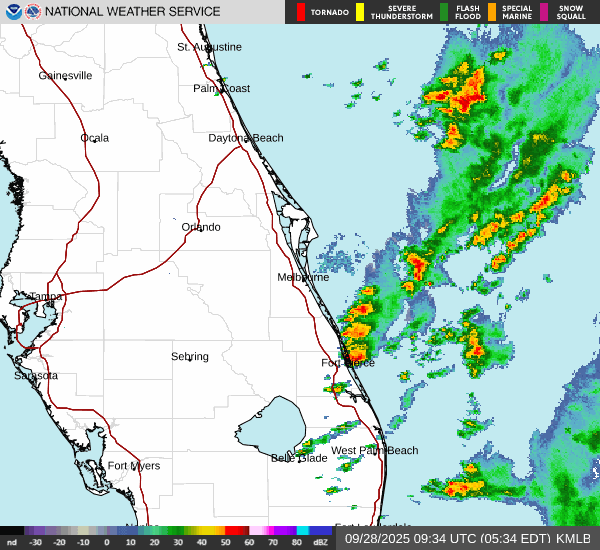 NATIONAL WEATHER SERVICE
TORNADO
SEVERE THUNDERSTORM
FLASH FLOOD
SPECIAL MARINE
SNOW SQUALL
St. Augustine
Gainesville
Palm Coast
Ocala
Daytona Beach
Orlando
Melbourne
Tampa
Sebring
Fort Pierce
Sarasota
West Palm Beach
Belle Glade
Fort Myers
nd -30 -20 -10 0 10 20 30 40 50 60 70 80 dBZ
09/28/2025 09:34 UTC (05:34 EDT) KMLB